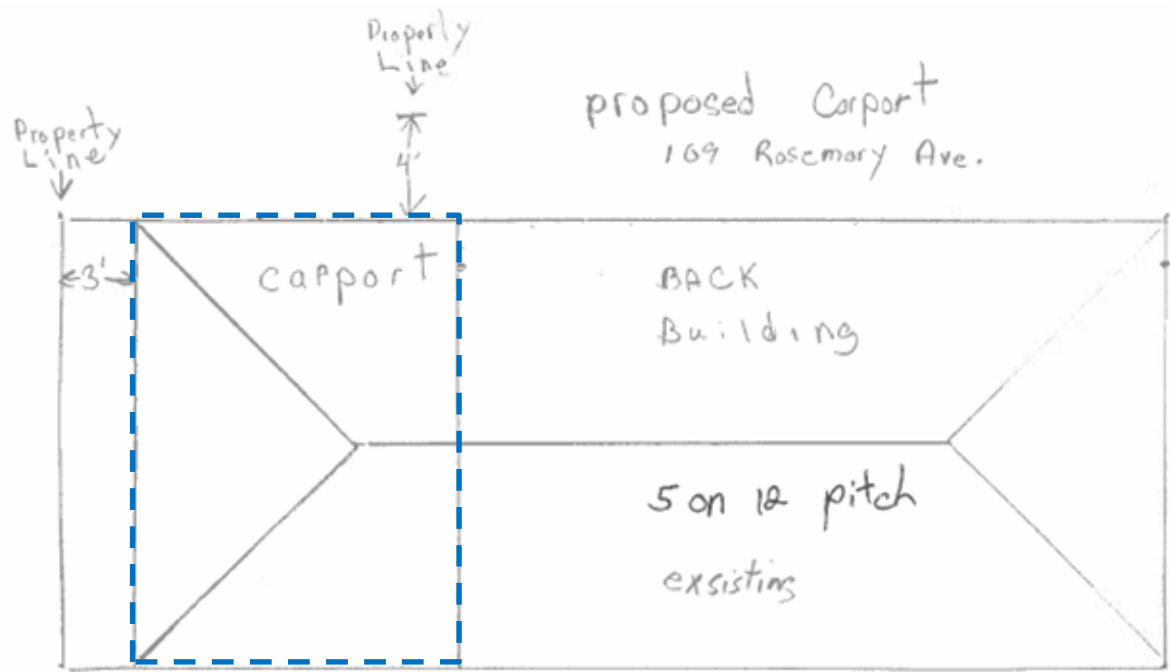 Property
Line
4'
proposed Carport
169 Rosemary Ave.
Property
Line
3'
carport
BACK
Building
5 on 12 pitch
exsisting